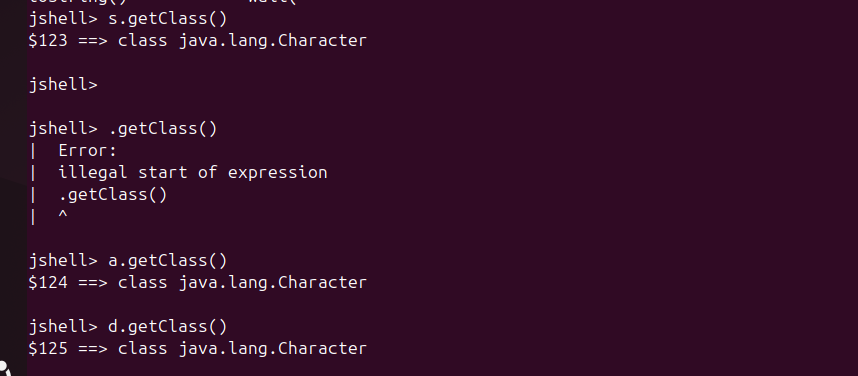 jshell> s.getClass()
$123 ==> class java.lang.Character
jshell>
jshell> .getClass()
|  Error:
|  illegal start of expression
|  .getClass()
|  ^
jshell> a.getClass()
$124 ==> class java.lang.Character
jshell> d.getClass()
$125 ==> class java.lang.Character